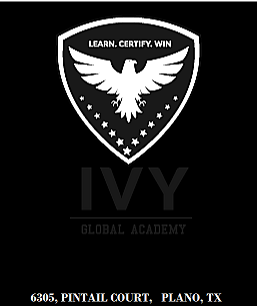 LEARN. CERTIFY. WIN
IVY
GLOBAL ACADEMY
6305, PINTAIL COURT, PLANO, TX